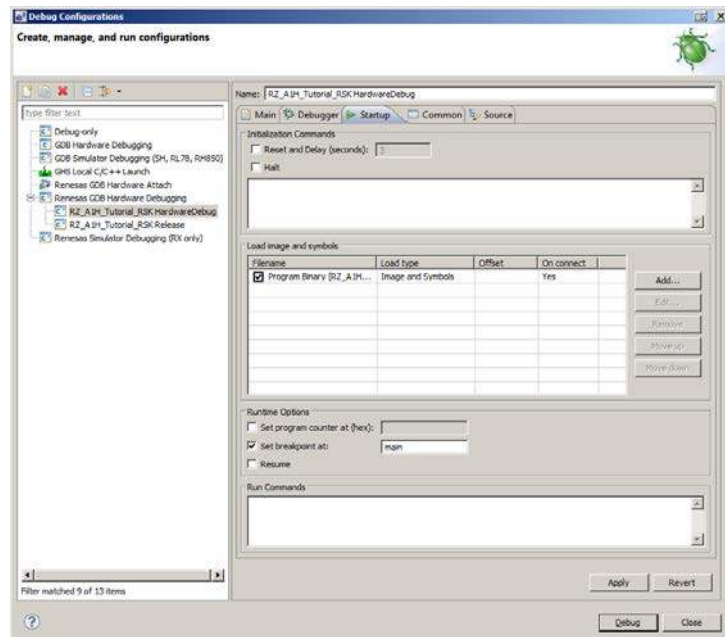 Debug Configurations
Create, manage, and run configurations
type filter text
Debug-only
GDB Hardware Debugging
GDB Simulator Debugging (SH, RL78, RH850)
GHS Local C/C++ Launch
Renesas GDB Hardware Attach
Renesas GDB Hardware Debugging
RZ_A1H_Tutorial_RSK HardwareDebug
RZ_A1H_Tutorial_RSK Release
Renesas Simulator Debugging (RX only)
Filter matched 9 of 13 items
Name: RZ_A1H_Tutorial_RSK HardwareDebug
Main Debugger Startup Common Source
Initialization Commands
Reset and Delay (seconds): 3
Halt
Load image and symbols
Filename Load type Offset On connect
Program Binary [RZ_A1H... Image and Symbols Yes
Add...
Edit...
Remove
Move up
Move down
Runtime Options
Set program counter at (hex):
Set breakpoint at: main
Resume
Run Commands
Apply Revert
Debug Close